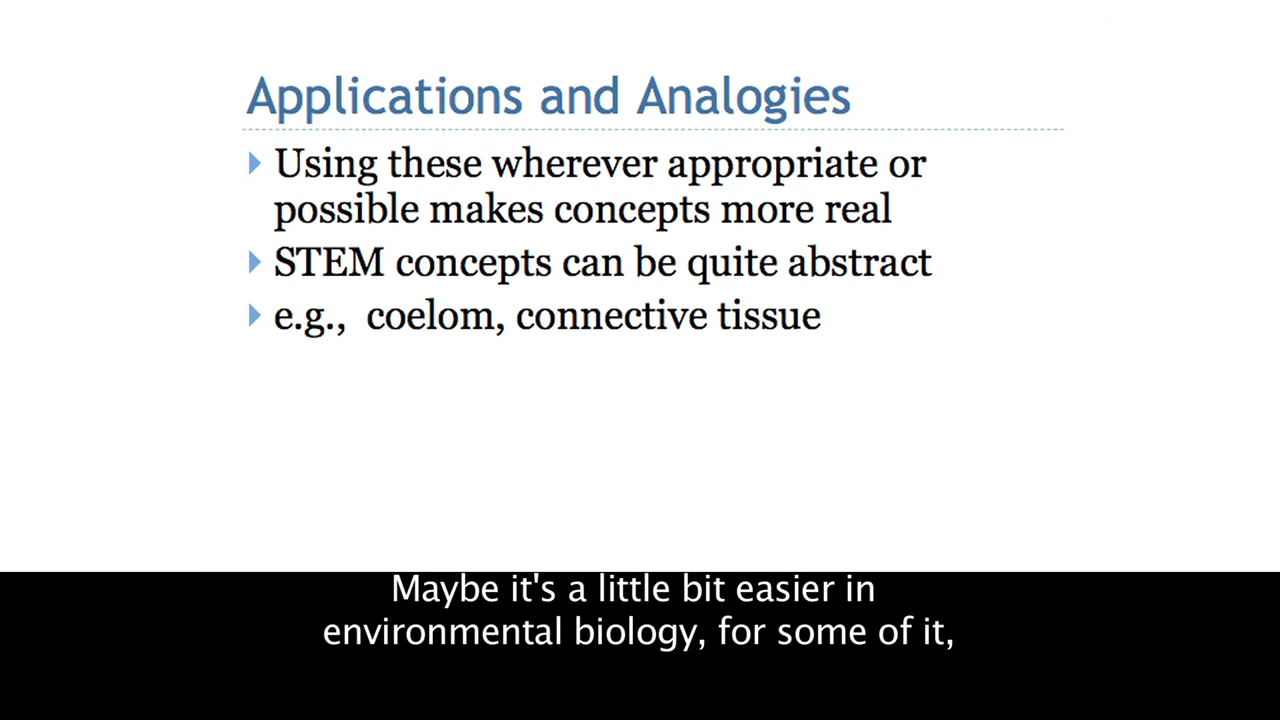 Applications and Analogies
Using these wherever appropriate or
possible makes concepts more real
STEM concepts can be quite abstract
e.g.,  coelom, connective tissue
Maybe it's a little bit easier in
environmental biology, for some of it,